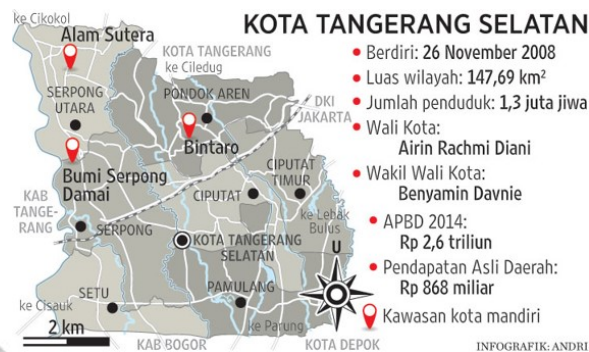 KOTA TANGERANG SELATAN
• Berdiri: 26 November 2008
• Luas wilayah: 147,69 km²
• Jumlah penduduk: 1,3 juta jiwa
• Wali Kota:
Airin Rachmi Diani
• Wakil Wali Kota:
Benyamin Davnie
• APBD 2014:
Rp 2,6 triliun
• Pendapatan Asli Daerah:
Rp 868 miliar
Kawasan kota mandiri
INFOGRAFIK: ANDRI
ke Cikokol
Alam Sutera
KOTA TANGERANG
ke Ciledug
SERPONG
UTARA
PONDOK AREN
DKI
JAKARTA
Bintaro
Bumi Serpong
Damai
CIPUTAT
TIMUR
CIPUTAT
KAB
TANGE-
RANG
SERPONG
ke Lebak
Bulus
KOTA TANGERANG
SELATAN
U
SETU
PAMULANG
ke Cisauk
ke Parung
2 km
KAB BOGOR
KOTA DEPOK